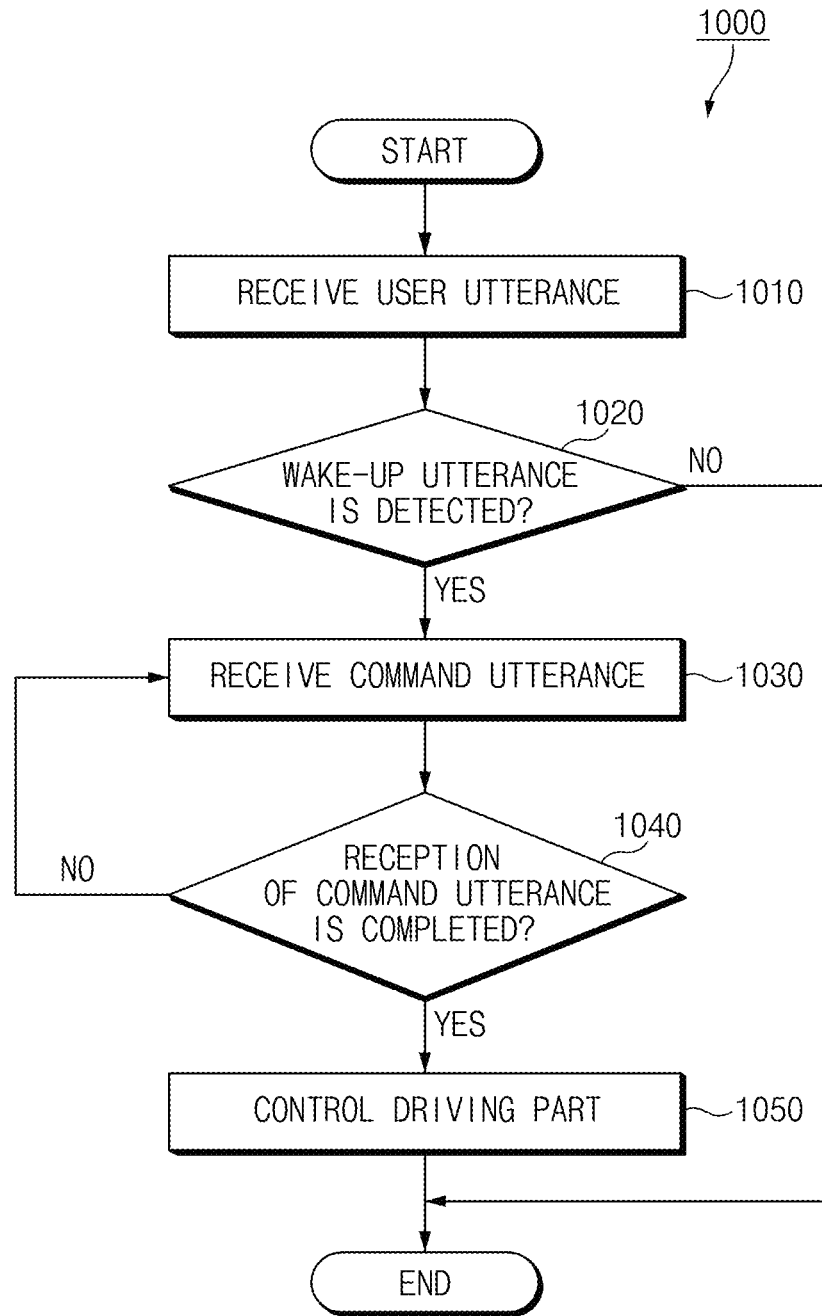 1000
START
RECEIVE USER UTTERANCE
1010
1020
WAKE-UP UTTERANCE
IS DETECTED?
NO
YES
RECEIVE COMMAND UTTERANCE
1030
1040
RECEPTION
OF COMMAND UTTERANCE
IS COMPLETED?
NO
YES
CONTROL DRIVING PART
1050
END